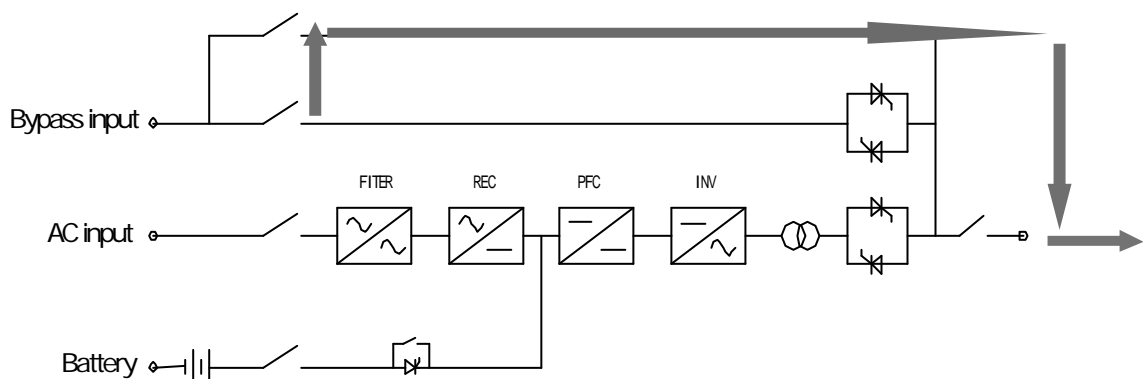 Bypass input
FITER REC PFC INV
AC input
Battery